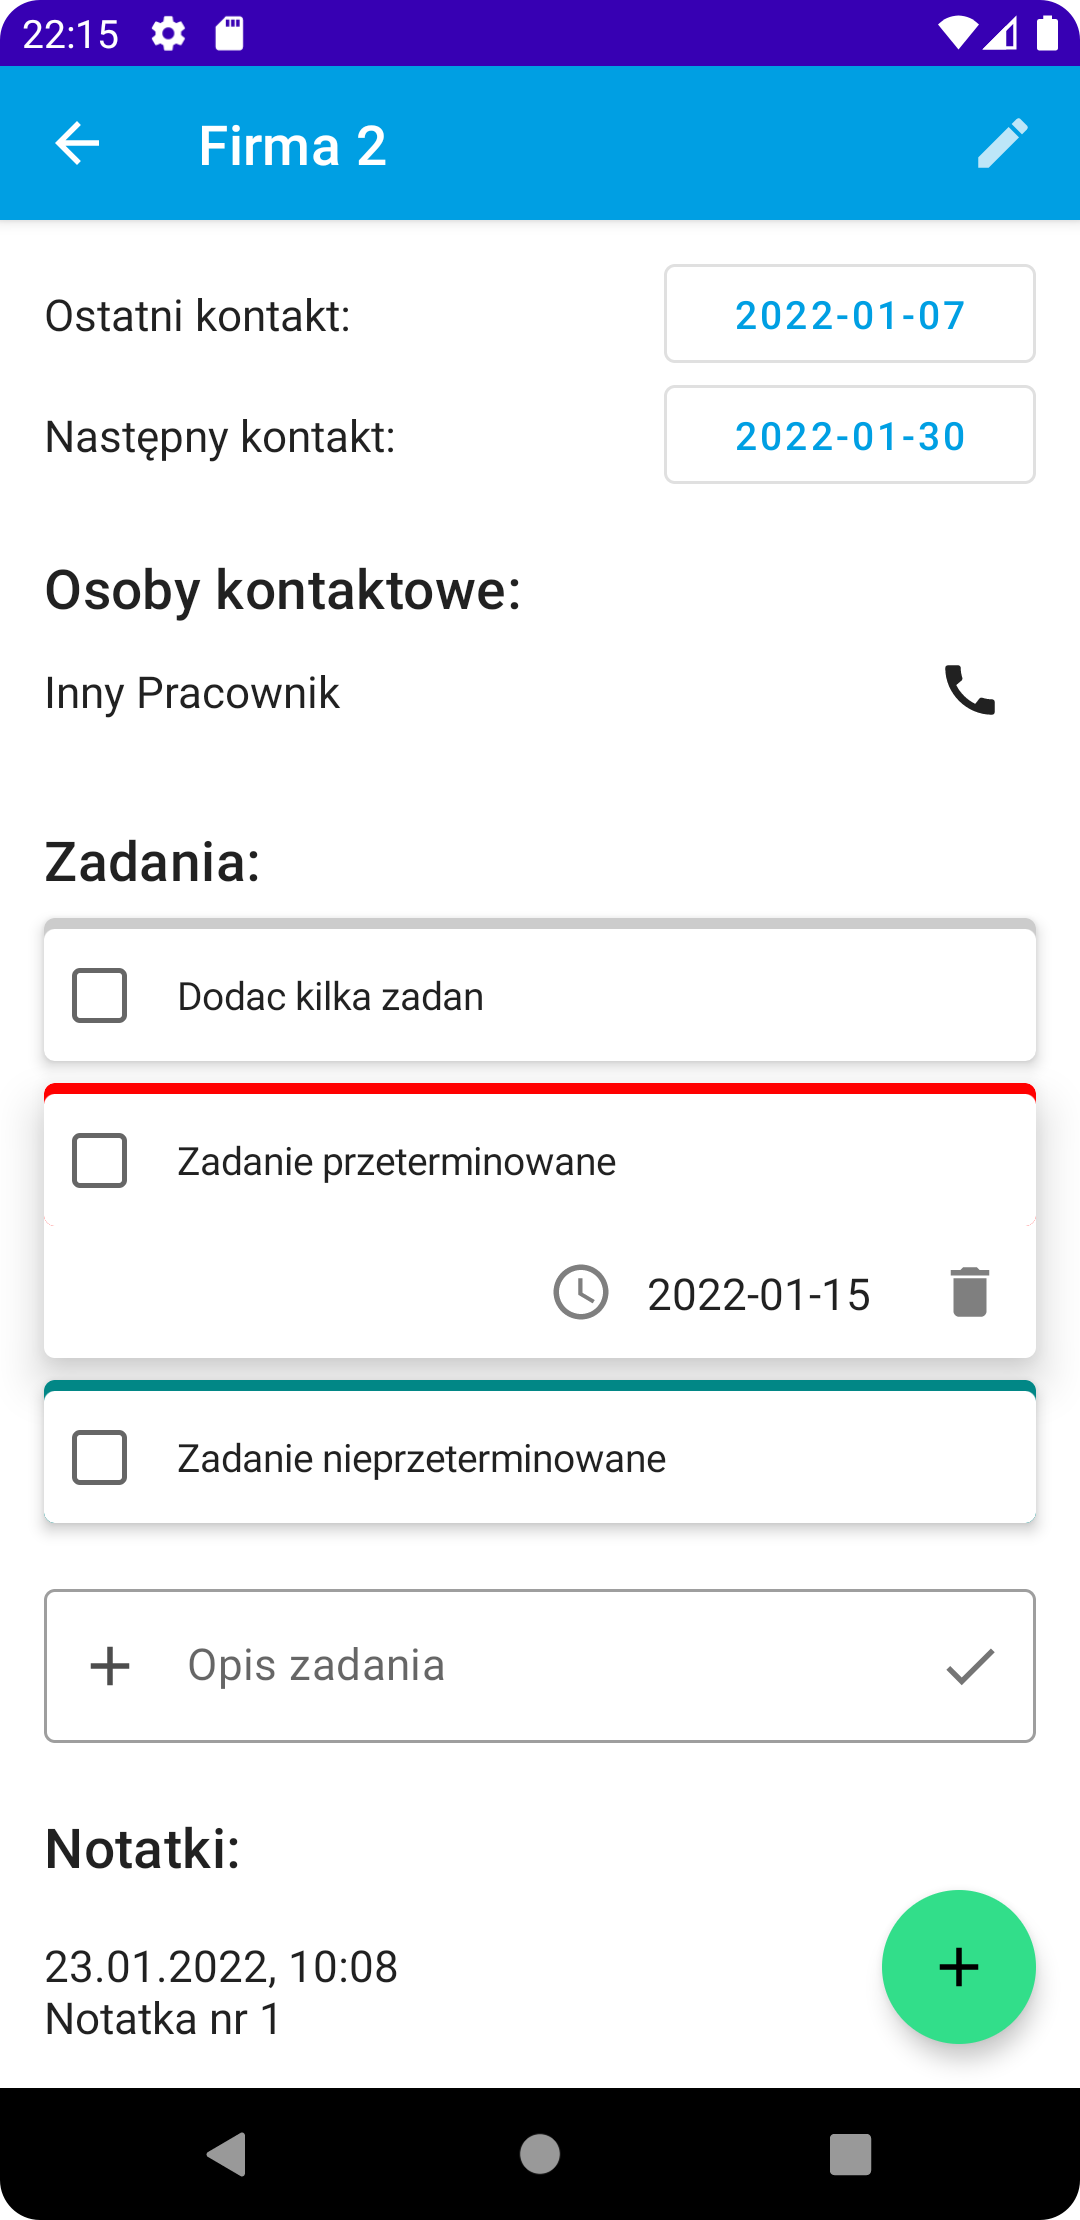 22:15
Firma 2
Ostatni kontakt:
2022-01-07
Następny kontakt:
2022-01-30
Osoby kontaktowe:
Inny Pracownik
Zadania:
Dodac kilka zadan
Zadanie przeterminowane
2022-01-15
Zadanie nieprzeterminowane
Opis zadania
Notatki:
23.01.2022, 10:08
Notatka nr 1